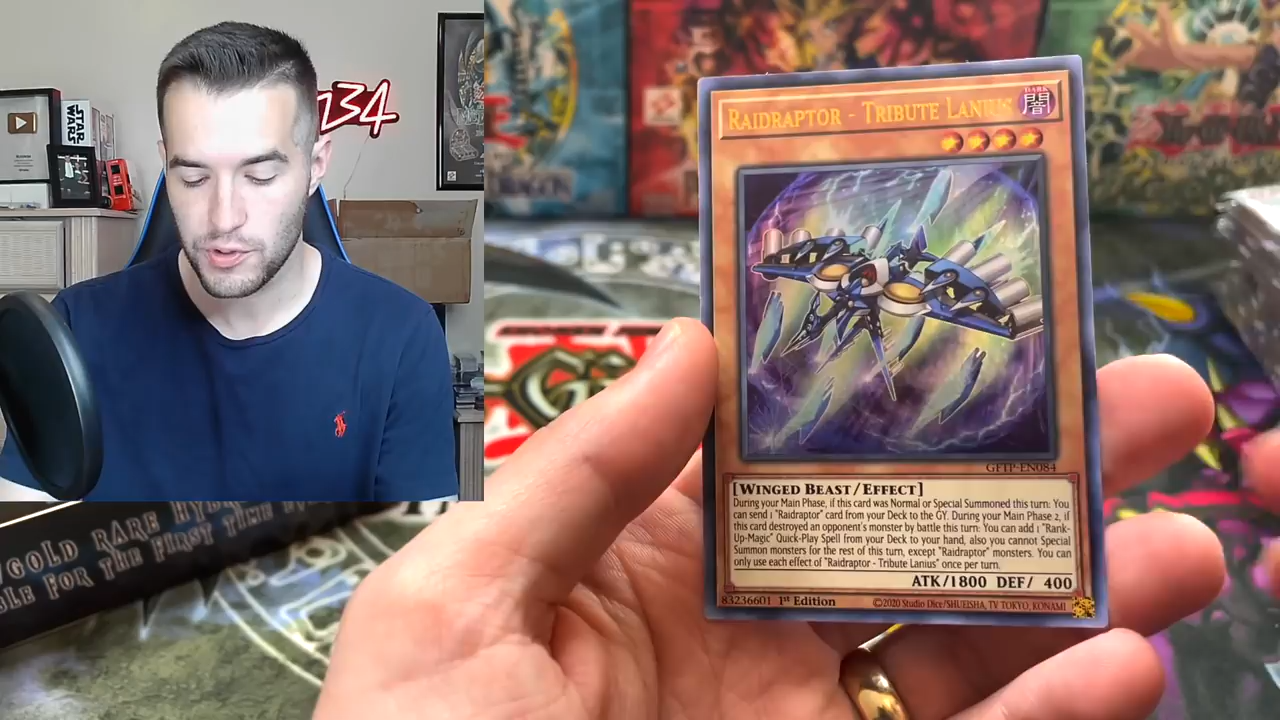 134
STAR
WARS
RAIDRAPTOR - TRIBUTE LANIUS
DARK
闇
GFTP-EN084
[WINGED BEAST/EFFECT]
During your Main Phase, if this card was Normal or Special Summoned this turn: You
can send 1 "Raidraptor" card from your Deck to the GY. During your Main Phase 2, if
this card destroyed an opponent's monster by battle this turn: You can add 1 "Rank-
Up-Magic" Quick-Play Spell from your Deck to your hand, also you cannot Special
Summon monsters for the rest of this turn, except "Raidraptor" monsters. You can
only use each effect of "Raidraptor - Tribute Lanius" once per turn.
ATK/1800 DEF/ 400
83236601 1st Edition ©2020 Studio Dice/SHUEISHA, TV TOKYO, KONAMI
GOLD RARE
FOR THE FIRST TIME